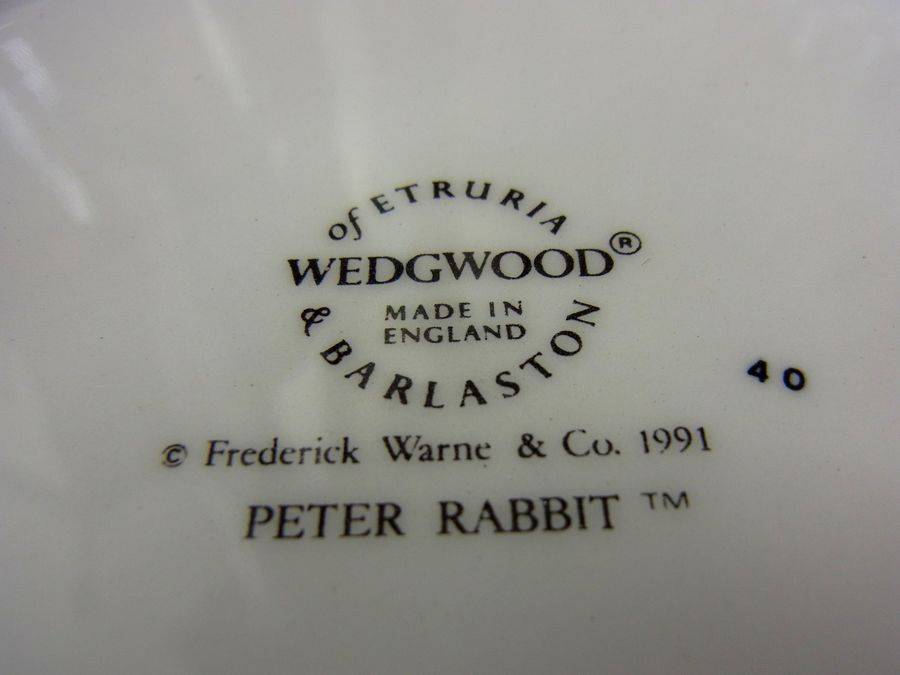 of ETRURIA
WEDGWOOD®
MADE IN
ENGLAND
& BARLASTON
40
© Frederick Warne & Co. 1991
PETER RABBIT ™